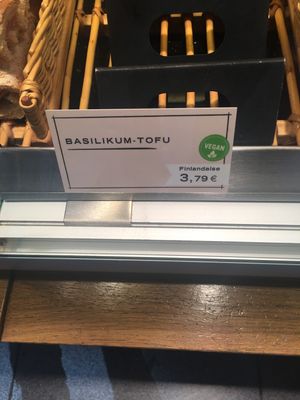 BASILIKUM-TOFU
VEGAN
Finlandaise
3,79 €